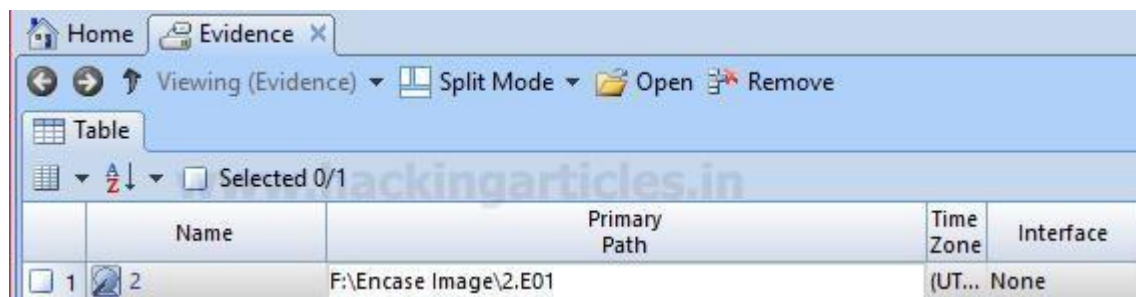 Home Evidence
Viewing (Evidence) Split Mode Open Remove
Table
Selected 0/1
www.hackingarticles.in
Name Primary Path Time Zone Interface
1 2 F:\Encase Image\2.E01 (UT... None